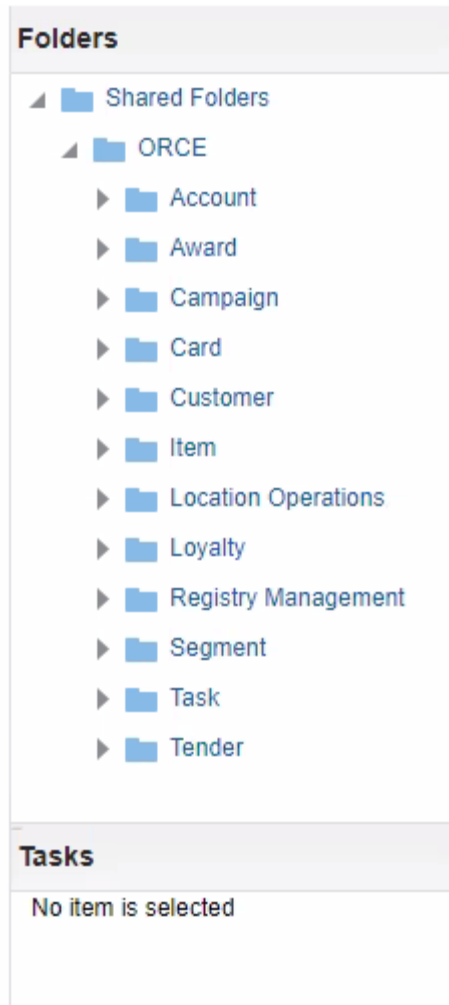 Folders
Shared Folders
ORCE
Account
Award
Campaign
Card
Customer
Item
Location Operations
Loyalty
Registry Management
Segment
Task
Tender
Tasks
No item is selected